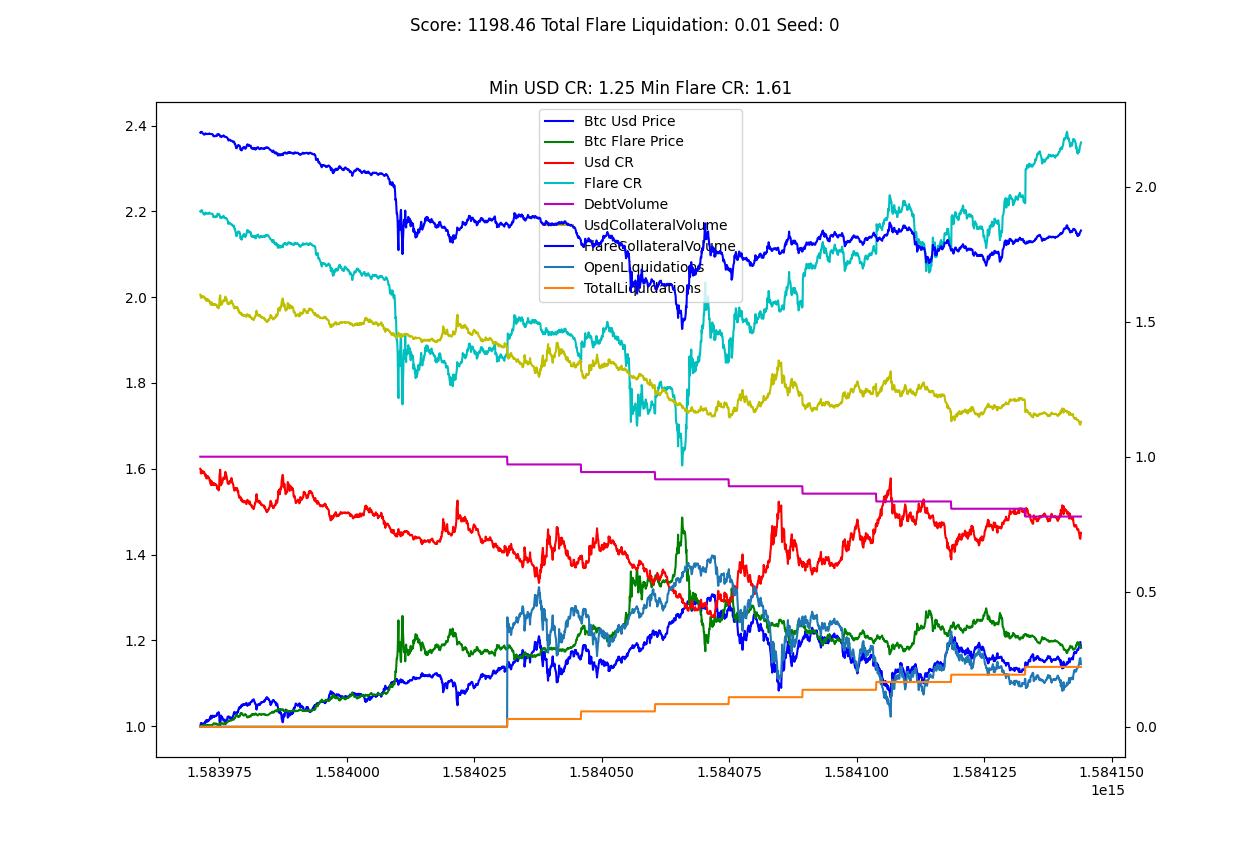 Score: 1198.46 Total Flare Liquidation: 0.01 Seed: 0
Min USD CR: 1.25 Min Flare CR: 1.61
Btc Usd Price
Btc Flare Price
Usd CR
Flare CR
DebtVolume
UsdCollateralVolume
FlareCollateralVolume
OpenLiquidations
TotalLiquidations
2.4
2.2
2.0
1.8
1.6
1.4
1.2
1.0
2.0
1.5
1.0
0.5
0.0
1.583975
1.584000
1.584025
1.584050
1.584075
1.584100
1.584125
1.584150
1e15